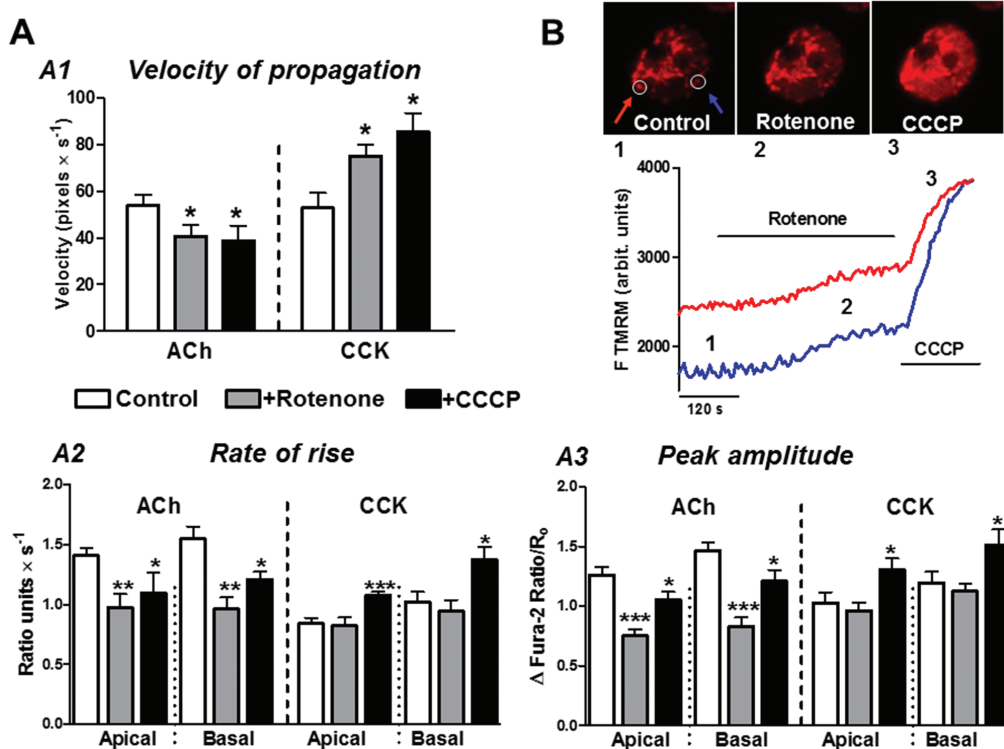 A
A1 Velocity of propagation
Velocity (pixels × s⁻¹)
100
80
60
40
20
0
*
*
*
*
ACh
CCK
Control
+Rotenone
+CCCP
B
Control
Rotenone
CCCP
1
2
3
F TMRM (arbit. units)
4000
3000
2000
Rotenone
1
2
3
CCCP
120 s
A2 Rate of rise
Ratio units × s⁻¹
2.0
1.5
1.0
0.5
0.0
ACh
CCK
**
*
**
*
***
*
Apical
Basal
Apical
Basal
A3 Peak amplitude
Δ Fura-2 Ratio/R₀
2.0
1.5
1.0
0.5
0.0
ACh
CCK
***
*
***
*
*
*
Apical
Basal
Apical
Basal